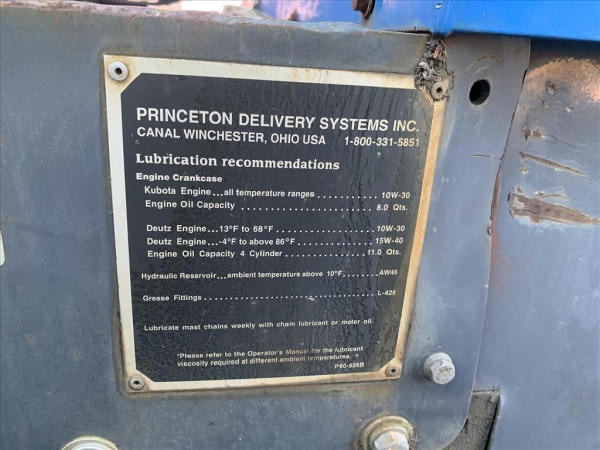 PRINCETON DELIVERY SYSTEMS INC.
CANAL WINCHESTER, OHIO USA 1-800-331-5851
Lubrication recommendations
Engine Crankcase
Kubota Engine...all temperature ranges ............ 10W-30
Engine Oil Capacity ............................ 8.0 Qts.
Deutz Engine...13°F to 68°F .................... 10W-30
Deutz Engine...-4°F to above 86°F .............. 15W-40
Engine Oil Capacity 4 Cylinder ................. 11.0 Qts.
Hydraulic Reservoir...ambient temperature above 10°F ....... AW46
Grease Fittings ................................ L-426
Lubricate mast chains weekly with chain lubricant or motor oil.
*Please refer to the Operator's Manual for the lubricant
viscosity required at different ambient temperatures.
P90-626B